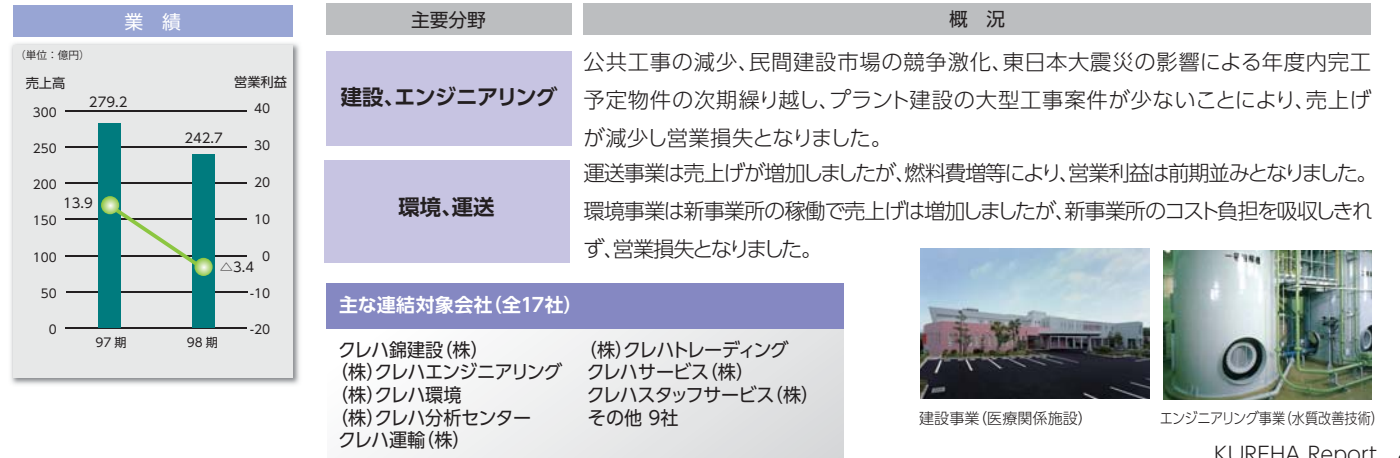 業 績
(単位：億円)
売上高 営業利益
300 40
279.2
250 30
242.7
200 20
13.9
150 10
100 0
△3.4
50 -10
0 -20
97期 98期
主要分野
概 況
建設、エンジニアリング
公共工事の減少、民間建設市場の競争激化、東日本大震災の影響による年度内完工
予定物件の次期繰り越し、プラント建設の大型工事案件が少ないことにより、売上げ
が減少し営業損失となりました。
環境、運送
運送事業は売上げが増加しましたが、燃料費増等により、営業利益は前期並みとなりました。
環境事業は新事業所の稼働で売上げは増加しましたが、新事業所のコスト負担を吸収しきれ
ず、営業損失となりました。
主な連結対象会社(全17社)
クレハ錦建設(株)
(株)クレハエンジニアリング
(株)クレハ環境
(株)クレハ分析センター
クレハ運輸(株)
(株)クレハトレーディング
クレハサービス(株)
クレハスタッフサービス(株)
その他 9社
建設事業(医療関係施設)
エンジニアリング事業(水質改善技術)
KUREHA Report